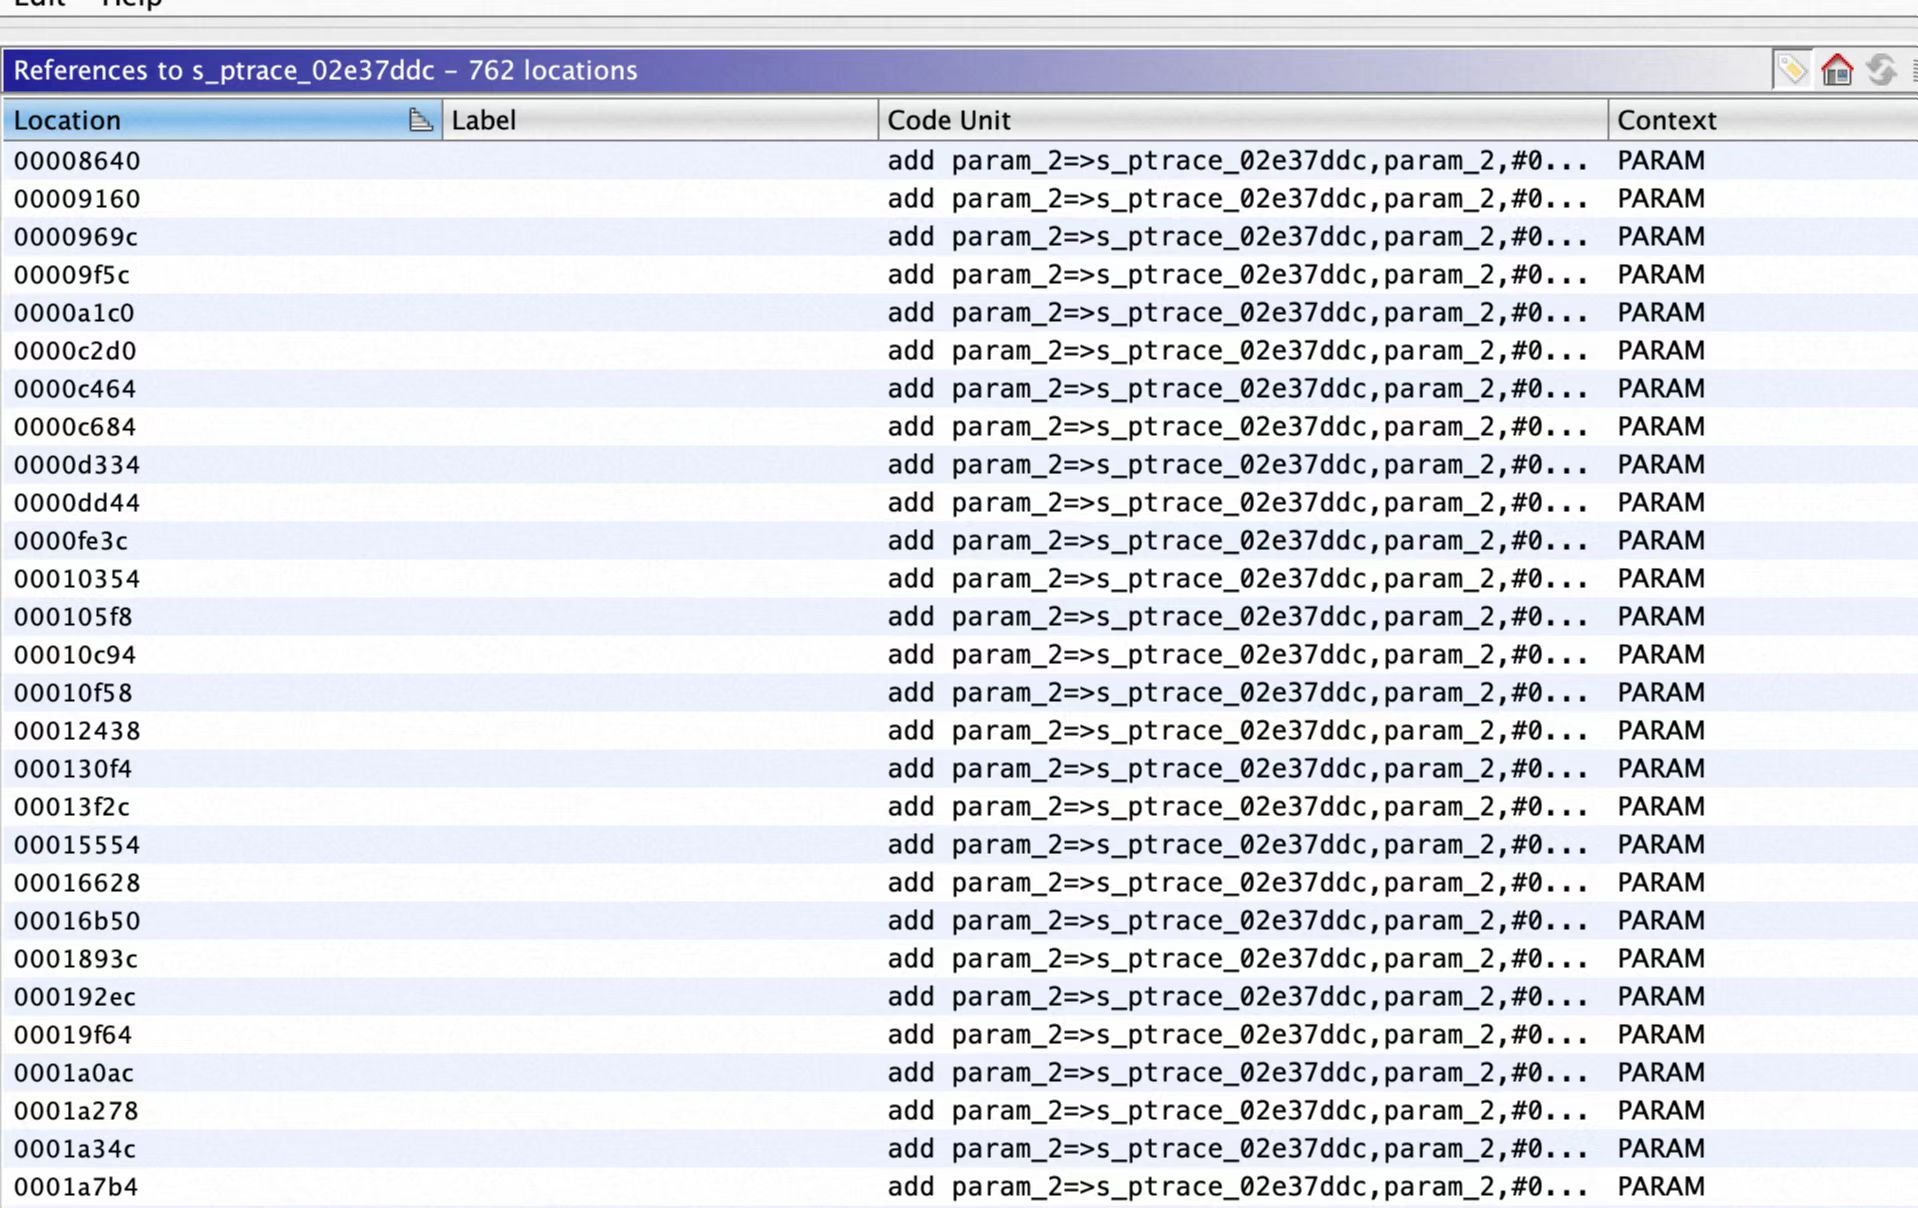 Edit Help
References to s_ptrace_02e37ddc – 762 locations
Location Label Code Unit Context
00008640 add param_2=>s_ptrace_02e37ddc,param_2,#0... PARAM
00009160 add param_2=>s_ptrace_02e37ddc,param_2,#0... PARAM
0000969c add param_2=>s_ptrace_02e37ddc,param_2,#0... PARAM
00009f5c add param_2=>s_ptrace_02e37ddc,param_2,#0... PARAM
0000a1c0 add param_2=>s_ptrace_02e37ddc,param_2,#0... PARAM
0000c2d0 add param_2=>s_ptrace_02e37ddc,param_2,#0... PARAM
0000c464 add param_2=>s_ptrace_02e37ddc,param_2,#0... PARAM
0000c684 add param_2=>s_ptrace_02e37ddc,param_2,#0... PARAM
0000d334 add param_2=>s_ptrace_02e37ddc,param_2,#0... PARAM
0000dd44 add param_2=>s_ptrace_02e37ddc,param_2,#0... PARAM
0000fe3c add param_2=>s_ptrace_02e37ddc,param_2,#0... PARAM
00010354 add param_2=>s_ptrace_02e37ddc,param_2,#0... PARAM
000105f8 add param_2=>s_ptrace_02e37ddc,param_2,#0... PARAM
00010c94 add param_2=>s_ptrace_02e37ddc,param_2,#0... PARAM
00010f58 add param_2=>s_ptrace_02e37ddc,param_2,#0... PARAM
00012438 add param_2=>s_ptrace_02e37ddc,param_2,#0... PARAM
000130f4 add param_2=>s_ptrace_02e37ddc,param_2,#0... PARAM
00013f2c add param_2=>s_ptrace_02e37ddc,param_2,#0... PARAM
00015554 add param_2=>s_ptrace_02e37ddc,param_2,#0... PARAM
00016628 add param_2=>s_ptrace_02e37ddc,param_2,#0... PARAM
00016b50 add param_2=>s_ptrace_02e37ddc,param_2,#0... PARAM
0001893c add param_2=>s_ptrace_02e37ddc,param_2,#0... PARAM
000192ec add param_2=>s_ptrace_02e37ddc,param_2,#0... PARAM
00019f64 add param_2=>s_ptrace_02e37ddc,param_2,#0... PARAM
0001a0ac add param_2=>s_ptrace_02e37ddc,param_2,#0... PARAM
0001a278 add param_2=>s_ptrace_02e37ddc,param_2,#0... PARAM
0001a34c add param_2=>s_ptrace_02e37ddc,param_2,#0... PARAM
0001a7b4 add param_2=>s_ptrace_02e37ddc,param_2,#0... PARAM